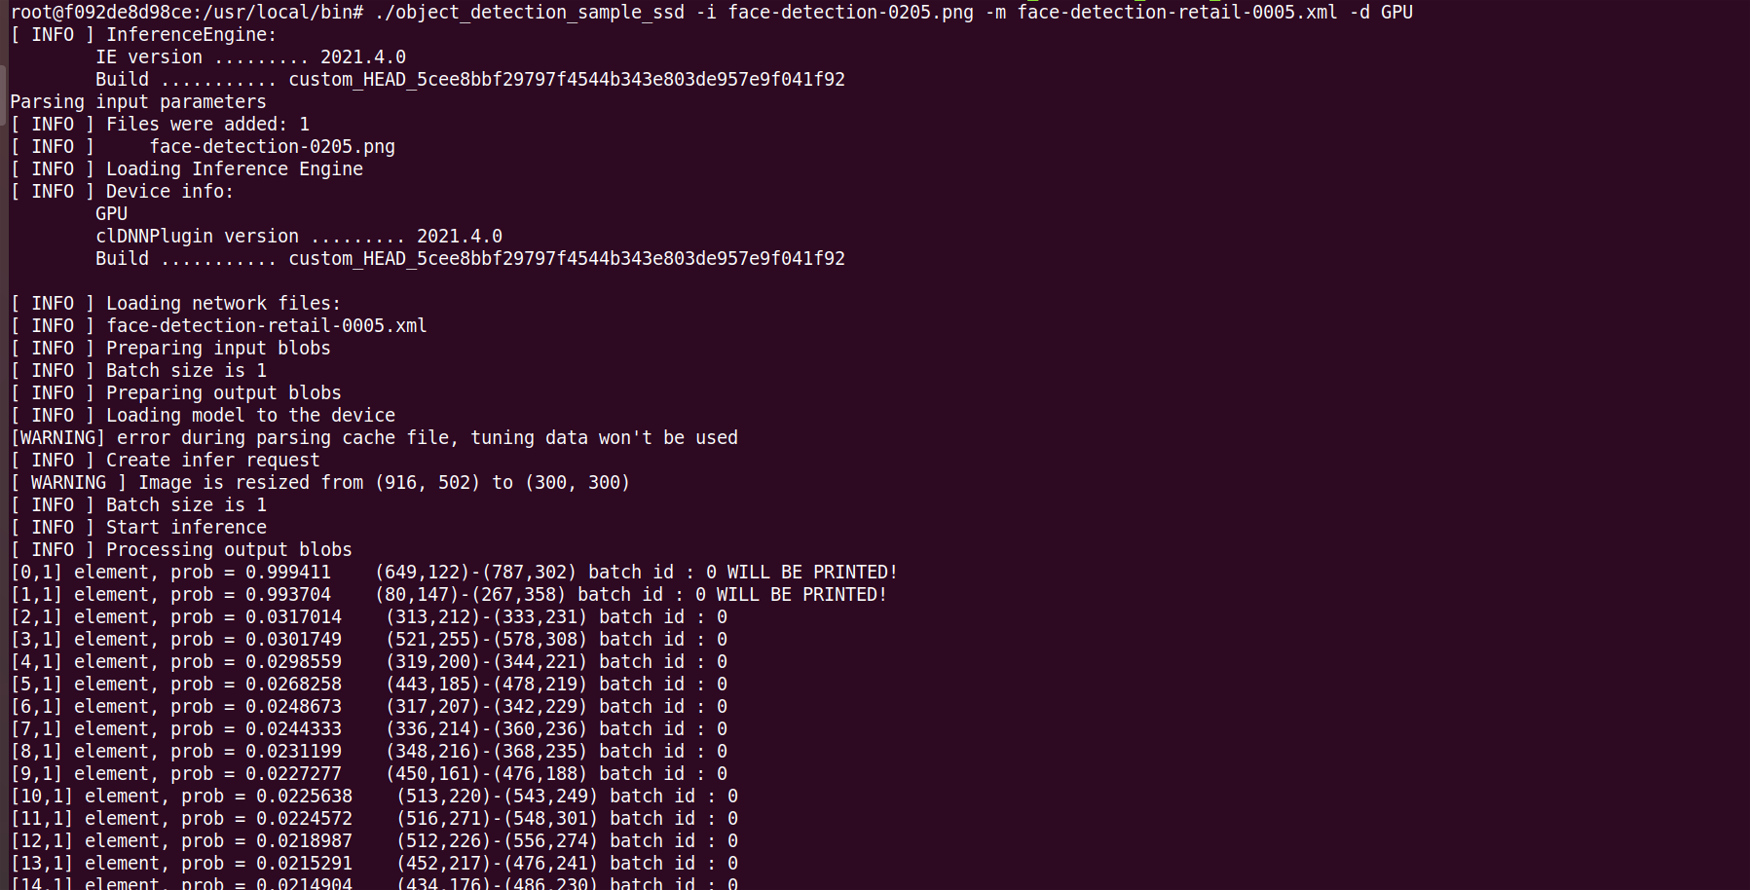 root@f092de8d98ce:/usr/local/bin# ./object_detection_sample_ssd -i face-detection-0205.png -m face-detection-retail-0005.xml -d GPU
[ INFO ] InferenceEngine:
        IE version ......... 2021.4.0
        Build ........... custom_HEAD_5cee8bbf29797f4544b343e803de957e9f041f92
Parsing input parameters
[ INFO ] Files were added: 1
[ INFO ]     face-detection-0205.png
[ INFO ] Loading Inference Engine
[ INFO ] Device info:
        GPU
        clDNNPlugin version ......... 2021.4.0
        Build ........... custom_HEAD_5cee8bbf29797f4544b343e803de957e9f041f92
[ INFO ] Loading network files:
[ INFO ] face-detection-retail-0005.xml
[ INFO ] Preparing input blobs
[ INFO ] Batch size is 1
[ INFO ] Preparing output blobs
[ INFO ] Loading model to the device
[WARNING] error during parsing cache file, tuning data won't be used
[ INFO ] Create infer request
[ WARNING ] Image is resized from (916, 502) to (300, 300)
[ INFO ] Batch size is 1
[ INFO ] Start inference
[ INFO ] Processing output blobs
[0,1] element, prob = 0.999411    (649,122)-(787,302) batch id : 0 WILL BE PRINTED!
[1,1] element, prob = 0.993704    (80,147)-(267,358) batch id : 0 WILL BE PRINTED!
[2,1] element, prob = 0.0317014    (313,212)-(333,231) batch id : 0
[3,1] element, prob = 0.0301749    (521,255)-(578,308) batch id : 0
[4,1] element, prob = 0.0298559    (319,200)-(344,221) batch id : 0
[5,1] element, prob = 0.0268258    (443,185)-(478,219) batch id : 0
[6,1] element, prob = 0.0248673    (317,207)-(342,229) batch id : 0
[7,1] element, prob = 0.0244333    (336,214)-(360,236) batch id : 0
[8,1] element, prob = 0.0231199    (348,216)-(368,235) batch id : 0
[9,1] element, prob = 0.0227277    (450,161)-(476,188) batch id : 0
[10,1] element, prob = 0.0225638    (513,220)-(543,249) batch id : 0
[11,1] element, prob = 0.0224572    (516,271)-(548,301) batch id : 0
[12,1] element, prob = 0.0218987    (512,226)-(556,274) batch id : 0
[13,1] element, prob = 0.0215291    (452,217)-(476,241) batch id : 0
[14,1] element, prob = 0.0214904    (434,176)-(486,230) batch id : 0